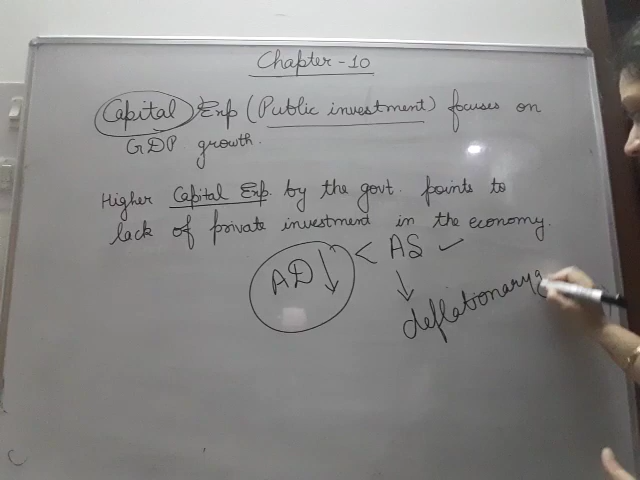 Chapter - 10
Capital Exp (Public investment) focuses on
GDP growth.
Higher Capital Exp. by the govt. points to
lack of private investment in the economy.
AD ↓ < AS ✓
↓
deflationary g